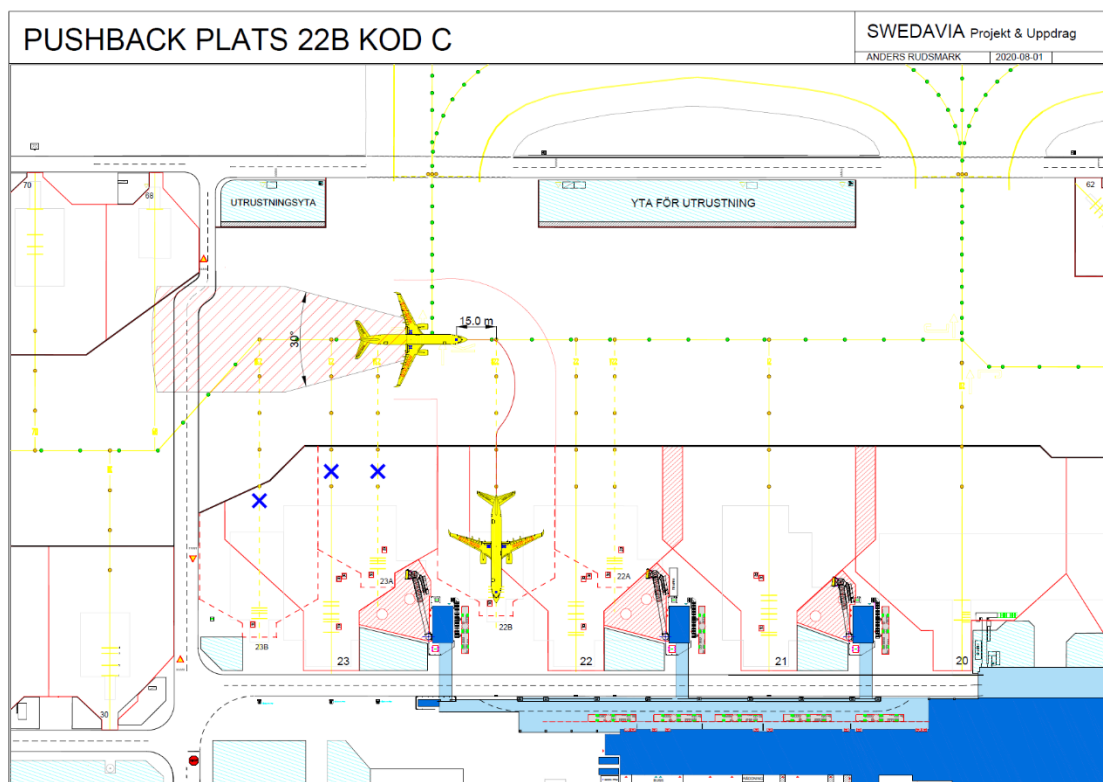 PUSHBACK PLATS 22B KOD C
SWEDAVIA Projekt & Uppdrag
ANDERS RUDSMARK
2020-08-01
70
68
UTRUSTNINGSYTA
YTA FÖR UTRUSTNING
62
15.0 m
30°
23A
22A
23B
22B
23
22
21
20
30